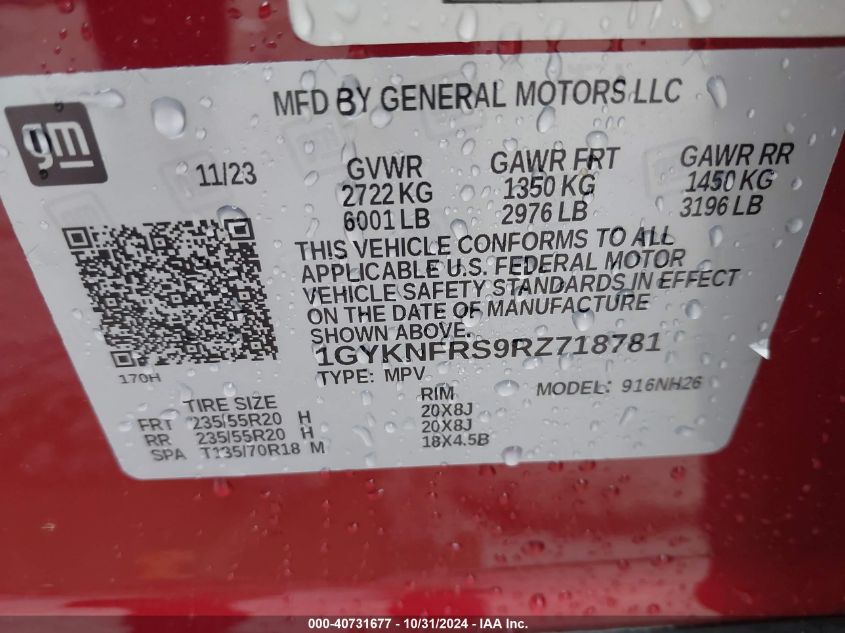 MFD BY GENERAL MOTORS LLC
gm
11/23
GVWR GAWR FRT GAWR RR
2722 KG 1350 KG 1450 KG
6001 LB 2976 LB 3196 LB
THIS VEHICLE CONFORMS TO ALL
APPLICABLE U.S. FEDERAL MOTOR
VEHICLE SAFETY STANDARDS IN EFFECT
ON THE DATE OF MANUFACTURE
SHOWN ABOVE.
1GYKNFRS9RZ718781
170H
TYPE: MPV MODEL: 916NH26
TIRE SIZE RIM
FRT 235/55R20 H 20X8J
RR 235/55R20 H 20X8J
SPA T135/70R18 M 18X4.5B
000-40731677 - 10/31/2024 - IAA Inc.